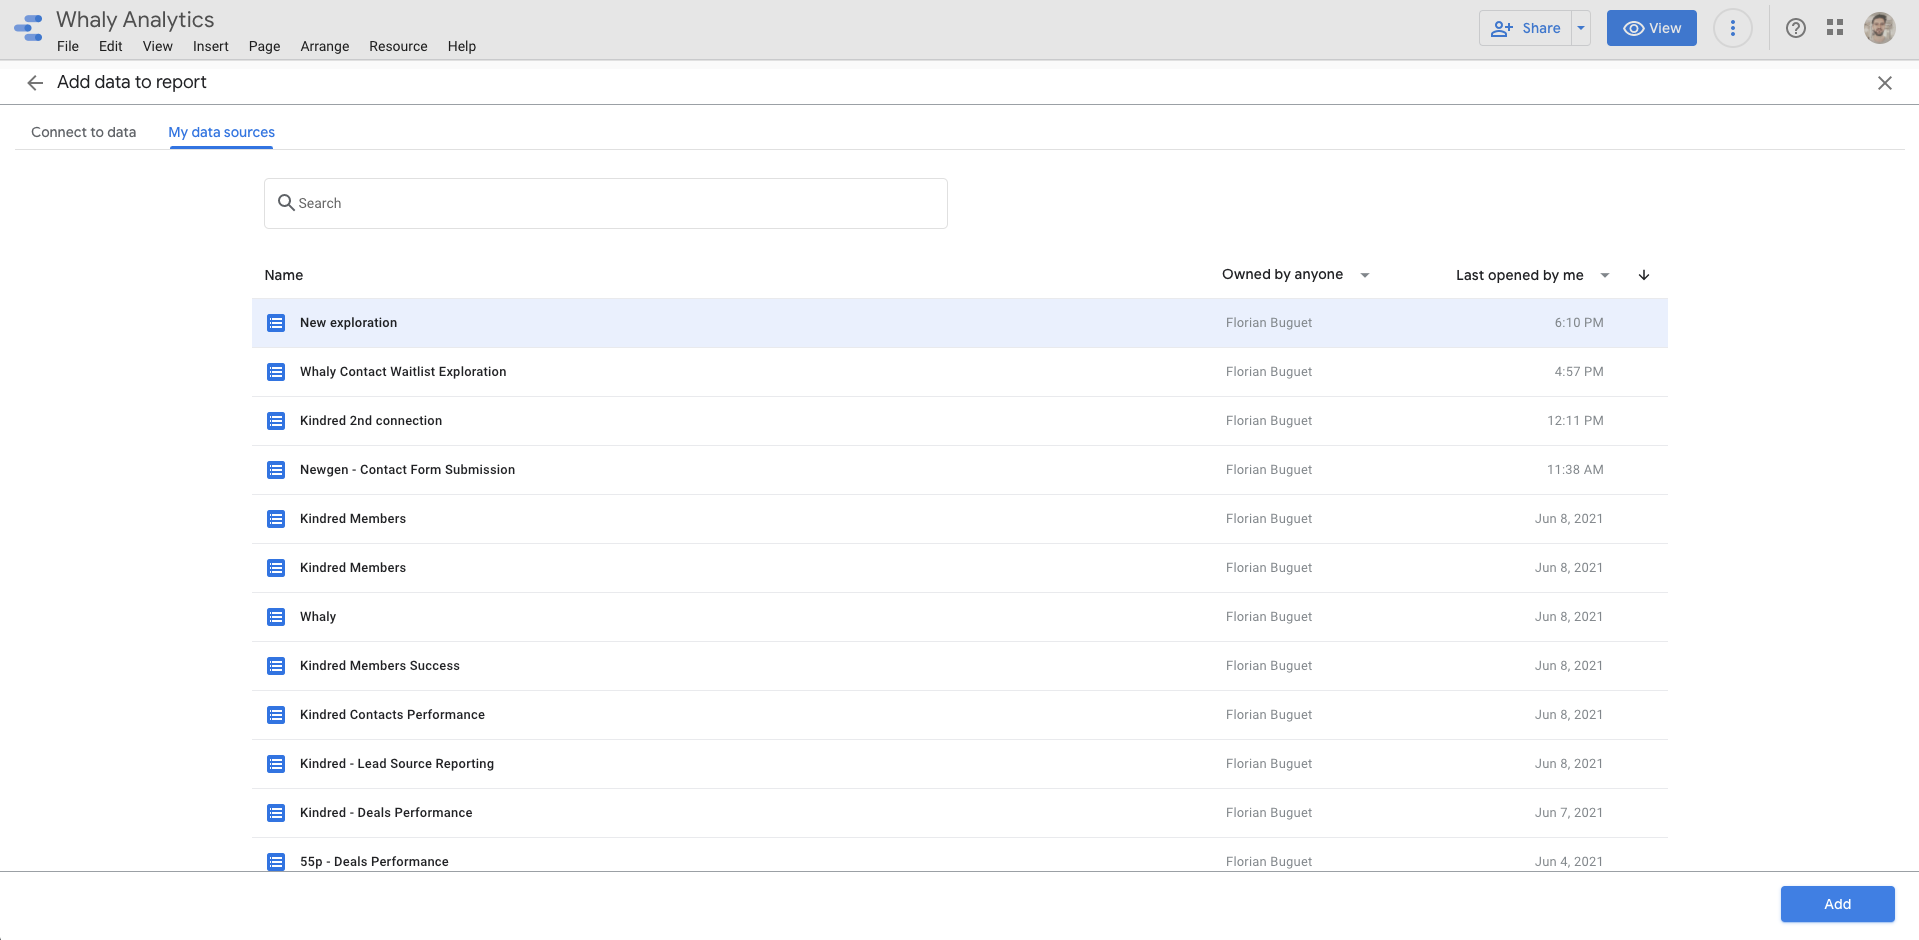 Whaly Analytics
File Edit View Insert Page Arrange Resource Help
Share View
Add data to report
Connect to data My data sources
Search
Name Owned by anyone Last opened by me
New exploration Florian Buguet 6:10 PM
Whaly Contact Waitlist Exploration Florian Buguet 4:57 PM
Kindred 2nd connection Florian Buguet 12:11 PM
Newgen - Contact Form Submission Florian Buguet 11:38 AM
Kindred Members Florian Buguet Jun 8, 2021
Kindred Members Florian Buguet Jun 8, 2021
Whaly Florian Buguet Jun 8, 2021
Kindred Members Success Florian Buguet Jun 8, 2021
Kindred Contacts Performance Florian Buguet Jun 8, 2021
Kindred - Lead Source Reporting Florian Buguet Jun 8, 2021
Kindred - Deals Performance Florian Buguet Jun 7, 2021
55p - Deals Performance Florian Buguet Jun 4, 2021
Add